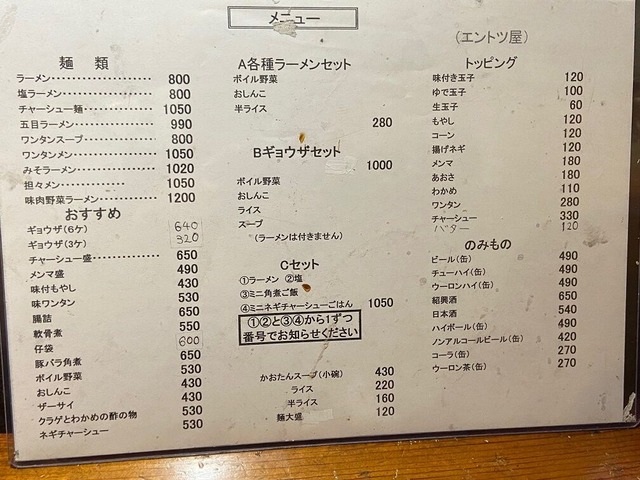 メニュー
(エントツ屋)
麺 類
ラーメン 800
塩ラーメン 800
チャーシュー麺 1050
五目ラーメン 990
ワンタンスープ 800
ワンタンメン 1050
みそラーメン 1020
担々メン 1050
味肉野菜ラーメン 1200
おすすめ
ギョウザ(6ケ) 640
ギョウザ(3ケ) 320
チャーシュー盛 650
メンマ盛 490
味付もやし 430
味ワンタン 530
腸詰 650
軟骨煮 550
仔袋 600
豚バラ角煮 650
ボイル野菜 530
おしんこ 430
ザーサイ 430
クラゲとわかめの酢の物 530
ネギチャーシュー 530
A各種ラーメンセット
ボイル野菜
おしんこ
半ライス
280
Bギョウザセット
1000
ボイル野菜
おしんこ
ライス
スープ
(ラーメンは付きません)
Cセット
①ラーメン ②塩
③ミニ角煮ご飯
④ミニネギチャーシューごはん 1050
①②と③④から1ずつ
番号でお知らせください
かおたんスープ(小碗) 430
ライス 220
半ライス 160
麺大盛 120
トッピング
味付き玉子 120
ゆで玉子 100
生玉子 60
もやし 120
コーン 120
揚げネギ 120
メンマ 180
あおさ 180
わかめ 110
ワンタン 280
チャーシュー 330
バター 120
のみもの
ビール(缶) 490
チューハイ(缶) 490
ウーロンハイ(缶) 490
紹興酒 650
日本酒 540
ハイボール(缶) 490
ノンアルコールビール(缶) 420
コーラ(缶) 270
ウーロン茶(缶) 270